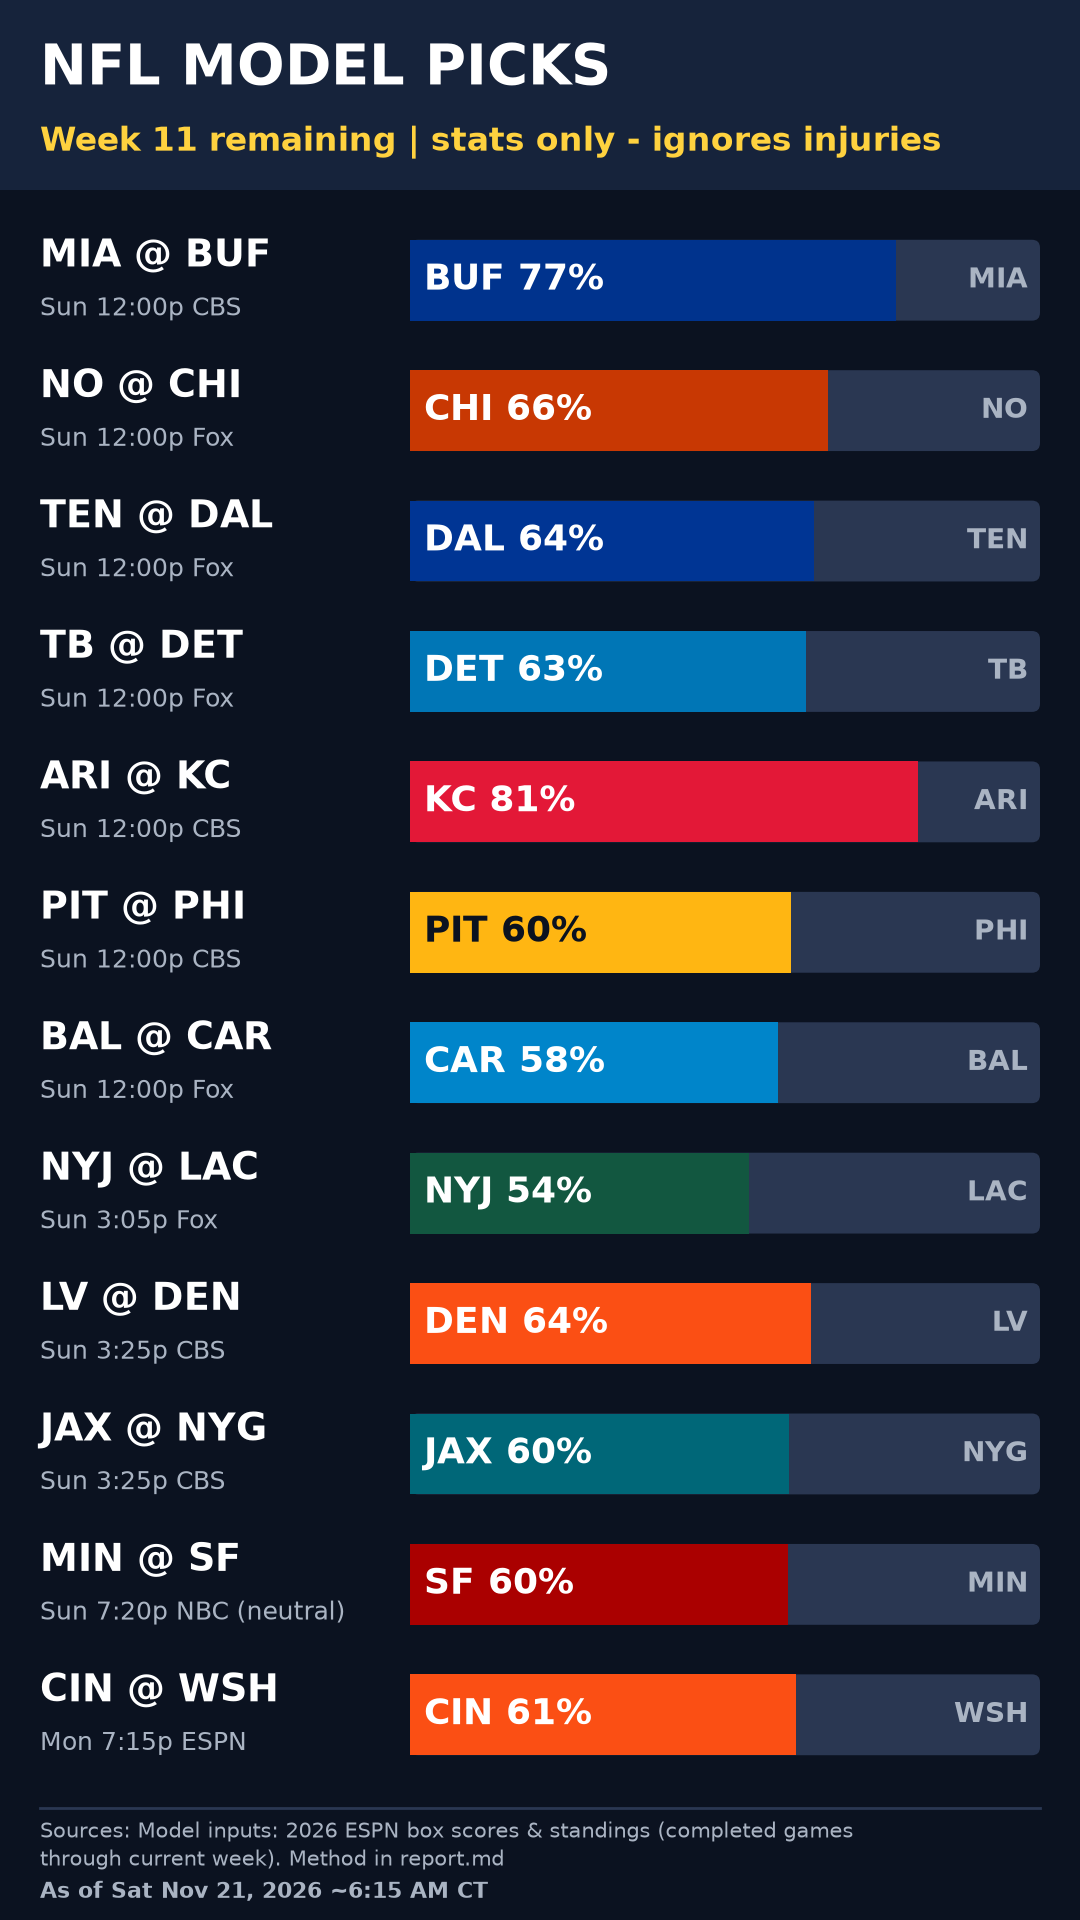 NFL MODEL PICKS
Week 11 remaining | stats only - ignores injuries
MIA @ BUF
Sun 12:00p CBS
BUF 77%
MIA
NO @ CHI
Sun 12:00p Fox
CHI 66%
NO
TEN @ DAL
Sun 12:00p Fox
DAL 64%
TEN
TB @ DET
Sun 12:00p Fox
DET 63%
TB
ARI @ KC
Sun 12:00p CBS
KC 81%
ARI
PIT @ PHI
Sun 12:00p CBS
PIT 60%
PHI
BAL @ CAR
Sun 12:00p Fox
CAR 58%
BAL
NYJ @ LAC
Sun 3:05p Fox
NYJ 54%
LAC
LV @ DEN
Sun 3:25p CBS
DEN 64%
LV
JAX @ NYG
Sun 3:25p CBS
JAX 60%
NYG
MIN @ SF
Sun 7:20p NBC (neutral)
SF 60%
MIN
CIN @ WSH
Mon 7:15p ESPN
CIN 61%
WSH
Sources: Model inputs: 2026 ESPN box scores & standings (completed games
through current week). Method in report.md
As of Sat Nov 21, 2026 ~6:15 AM CT